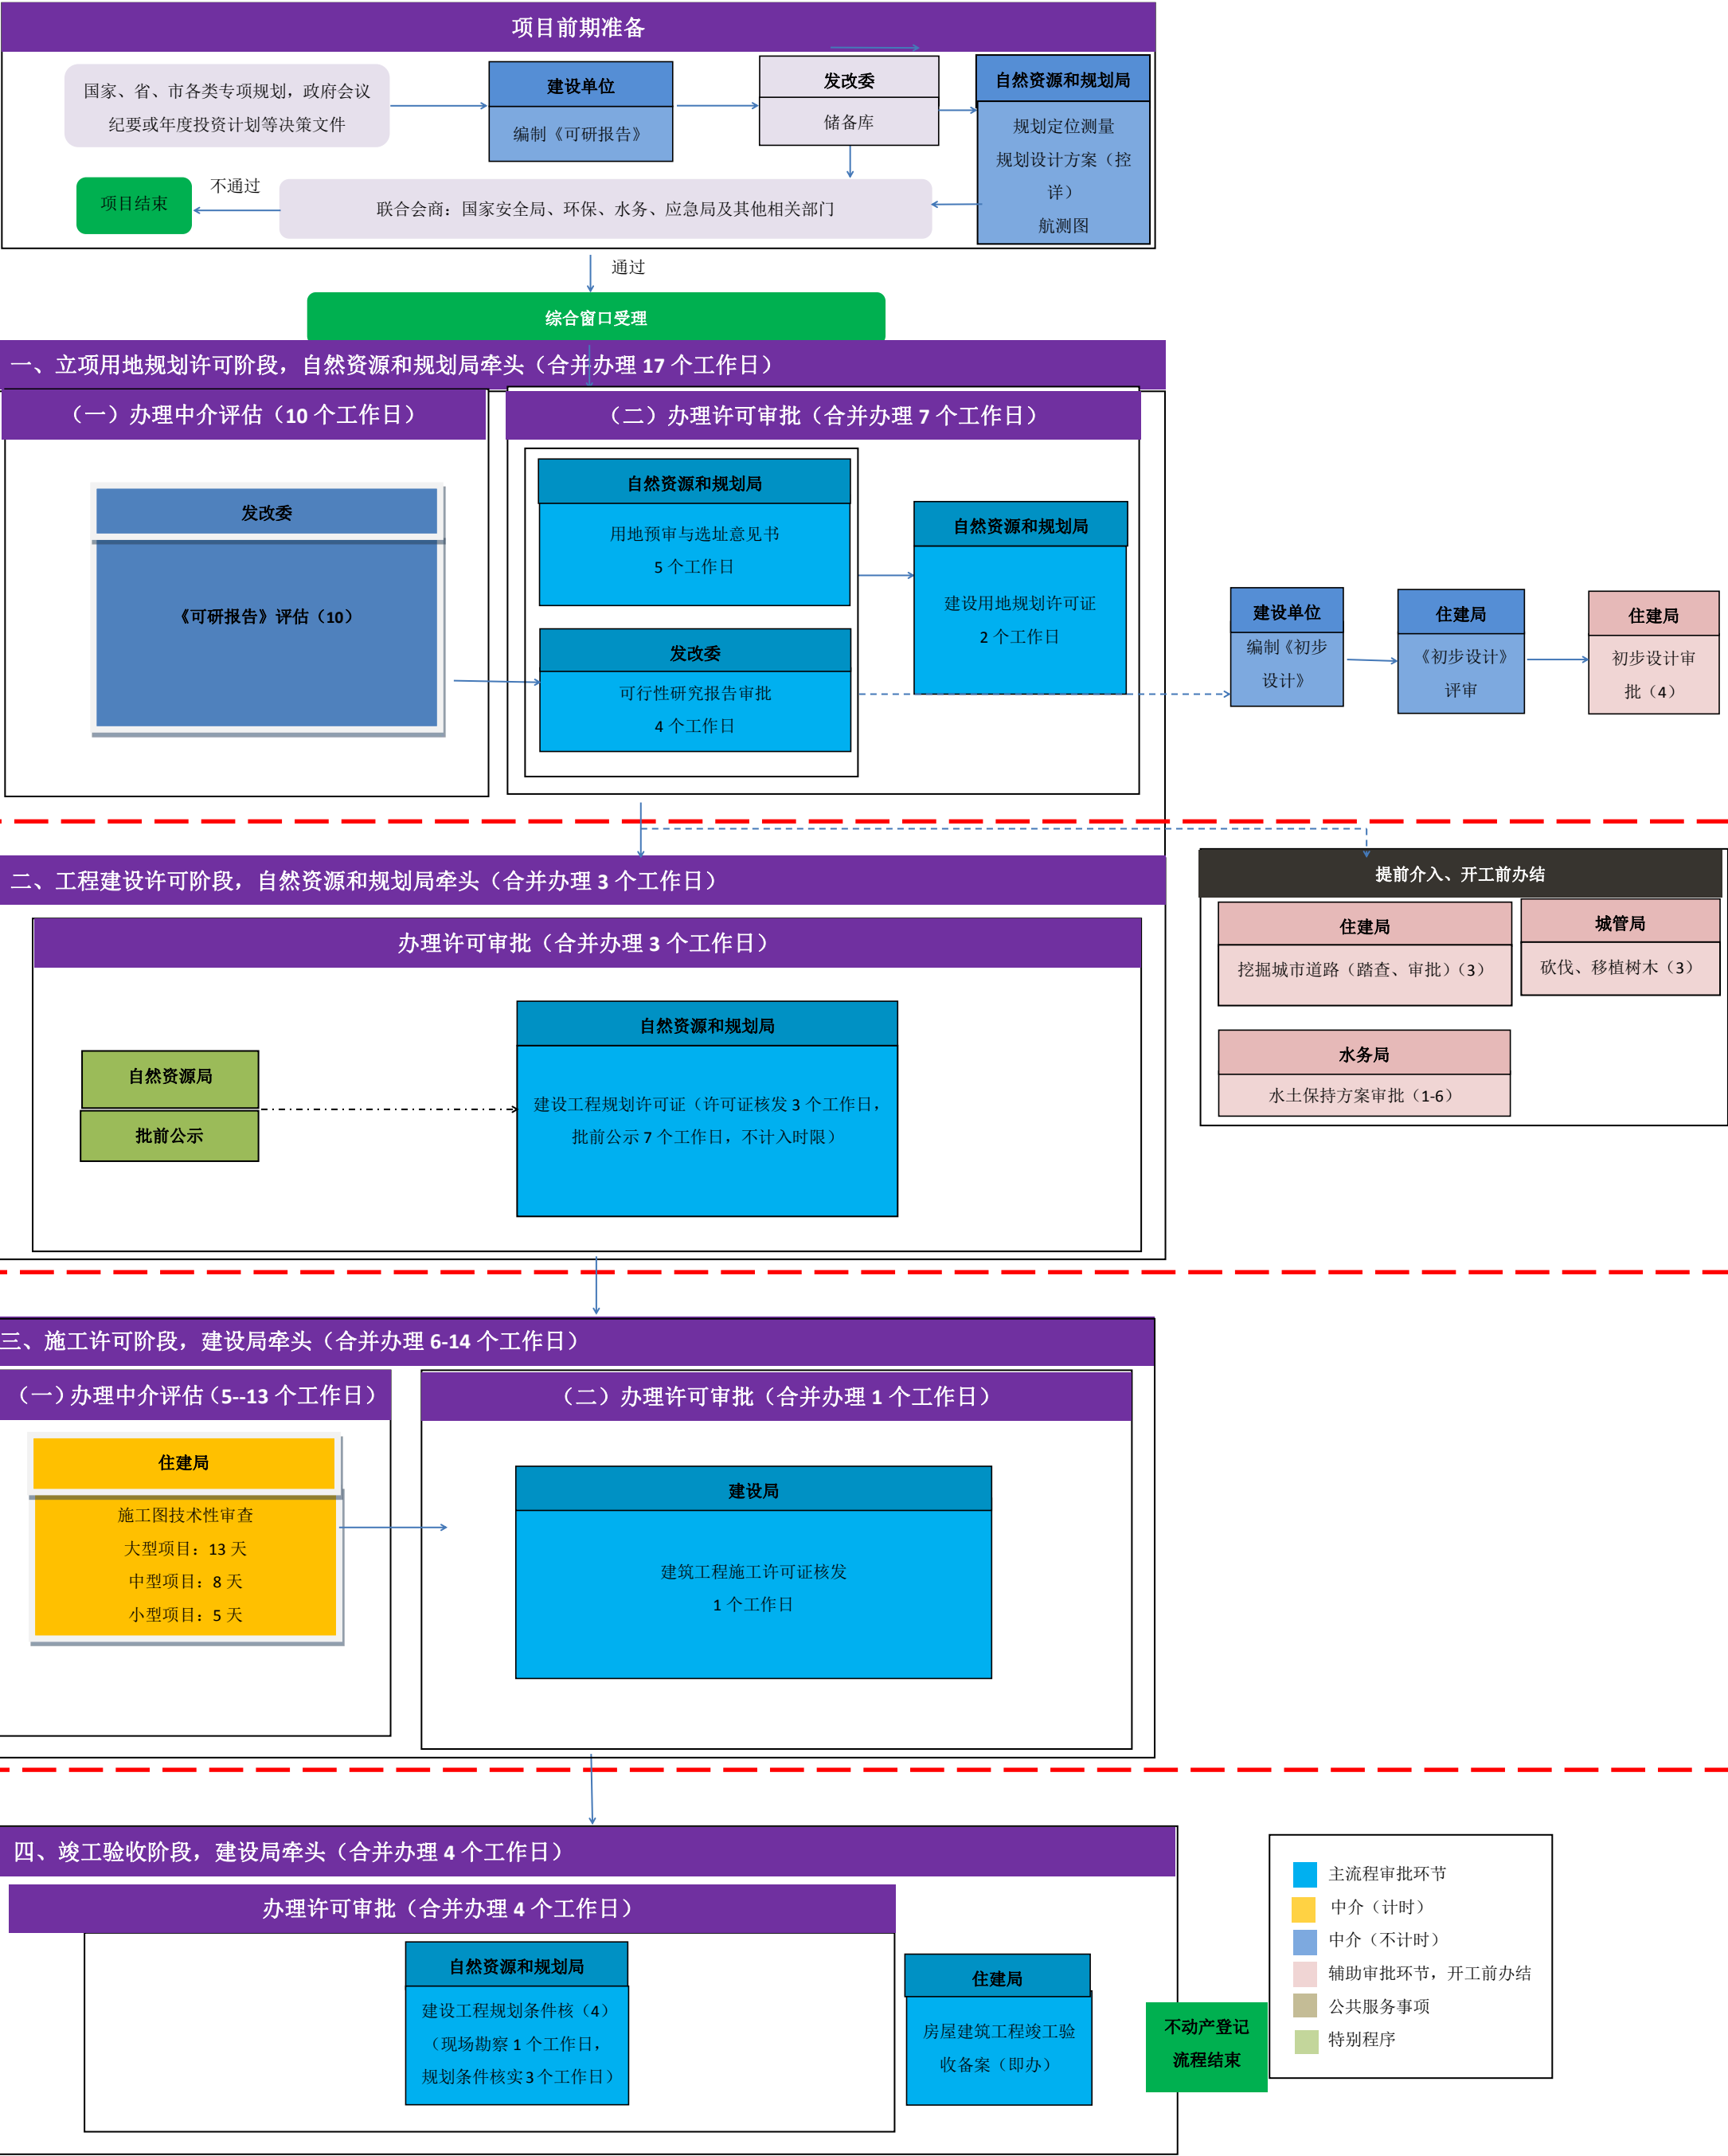 项目前期准备
国家、省、市各类专项规划，政府会议
纪要或年度投资计划等决策文件
建设单位
编制《可研报告》
发改委
储备库
自然资源和规划局
规划定位测量
规划设计方案（控
详）
航测图
项目结束
不通过
联合会商：国家安全局、环保、水务、应急局及其他相关部门
通过
综合窗口受理
一、立项用地规划许可阶段，自然资源和规划局牵头（合并办理 17 个工作日）
（一）办理中介评估（10 个工作日）
（二）办理许可审批（合并办理 7 个工作日）
发改委
《可研报告》评估（10）
自然资源和规划局
用地预审与选址意见书
5 个工作日
发改委
可行性研究报告审批
4 个工作日
自然资源和规划局
建设用地规划许可证
2 个工作日
建设单位
编制《初步
设计》
住建局
《初步设计》
评审
住建局
初步设计审
批（4）
二、工程建设许可阶段，自然资源和规划局牵头（合并办理 3 个工作日）
办理许可审批（合并办理 3 个工作日）
自然资源局
批前公示
自然资源和规划局
建设工程规划许可证（许可证核发 3 个工作日，
批前公示 7 个工作日，不计入时限）
提前介入、开工前办结
住建局
挖掘城市道路（踏查、审批）（3）
城管局
砍伐、移植树木（3）
水务局
水土保持方案审批（1-6）
三、施工许可阶段，建设局牵头（合并办理 6-14 个工作日）
（一）办理中介评估（5--13 个工作日）
（二）办理许可审批（合并办理 1 个工作日）
住建局
施工图技术性审查
大型项目：13 天
中型项目：8 天
小型项目：5 天
建设局
建筑工程施工许可证核发
1 个工作日
四、竣工验收阶段，建设局牵头（合并办理 4 个工作日）
办理许可审批（合并办理 4 个工作日）
自然资源和规划局
建设工程规划条件核（4）
（现场勘察 1 个工作日，
规划条件核实 3 个工作日）
住建局
房屋建筑工程竣工验
收备案（即办）
不动产登记
流程结束
主流程审批环节
中介（计时）
中介（不计时）
辅助审批环节，开工前办结
公共服务事项
特别程序